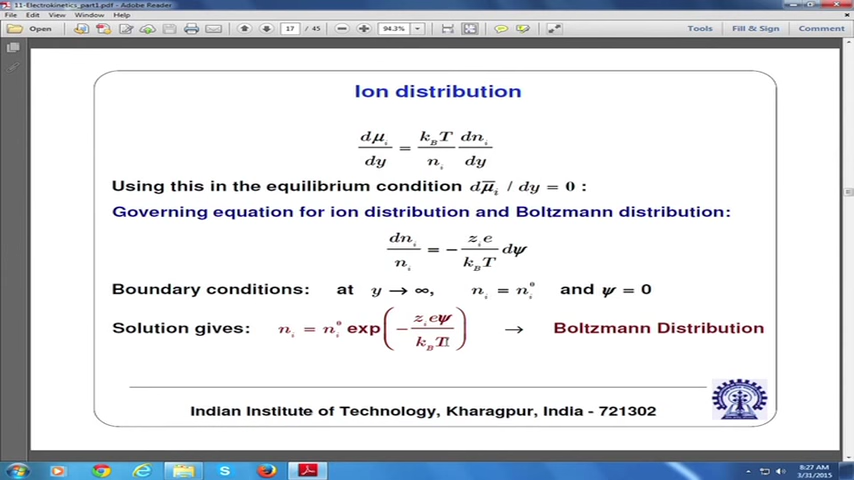 11-Electrokinetics_part1.pdf - Adobe Reader
File Edit View Window Help
Open 17 / 45 94.3% Tools Fill & Sign Comment
Ion distribution
dμ_i / dy = (k_B T / n_i) (dn_i / dy)
Using this in the equilibrium condition dμ̄_i / dy = 0 :
Governing equation for ion distribution and Boltzmann distribution:
dn_i / n_i = − (z_i e / k_B T) dψ
Boundary conditions: at y → ∞, n_i = n_i^0 and ψ = 0
Solution gives: n_i = n_i^0 exp(− z_i eψ / k_B T) → Boltzmann Distribution
Indian Institute of Technology, Kharagpur, India - 721302
8:27 AM
3/31/2015